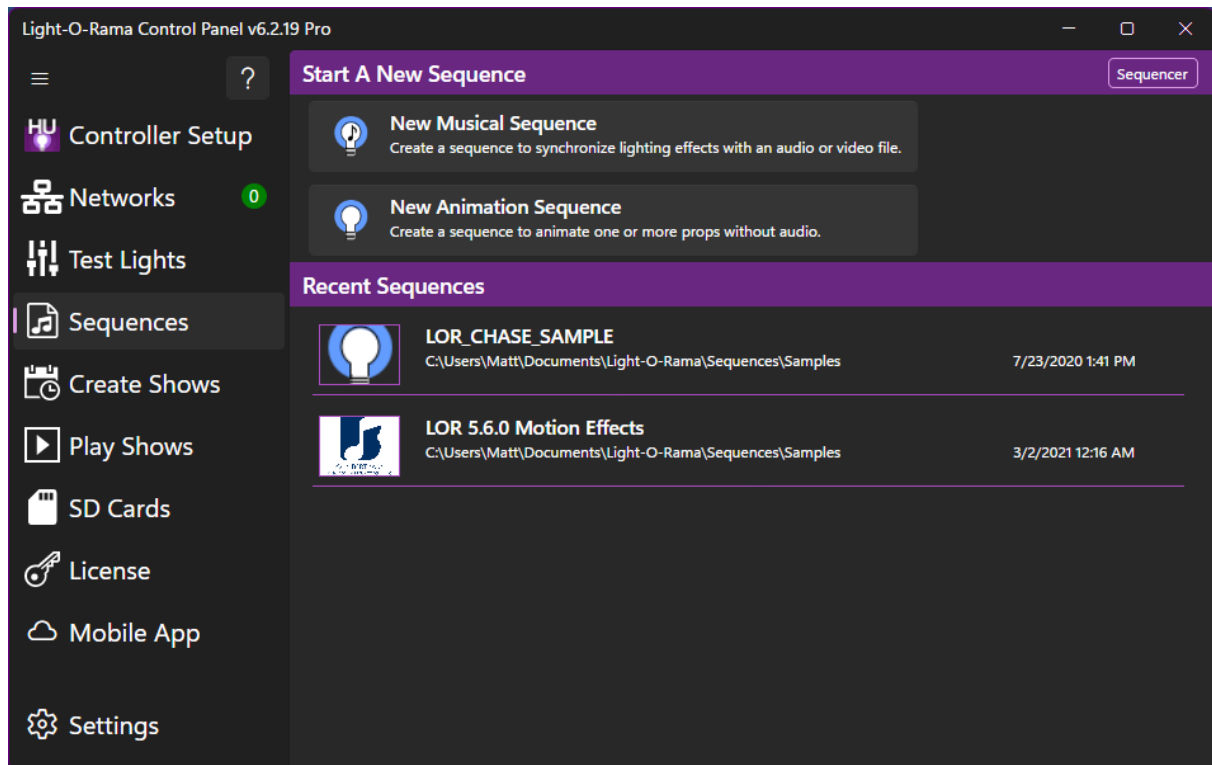 Light-O-Rama Control Panel v6.2.19 Pro
?
Start A New Sequence
Sequencer
HU
Controller Setup
Networks
0
Test Lights
Sequences
Create Shows
Play Shows
SD Cards
License
Mobile App
Settings
New Musical Sequence
Create a sequence to synchronize lighting effects with an audio or video file.
New Animation Sequence
Create a sequence to animate one or more props without audio.
Recent Sequences
LOR_CHASE_SAMPLE
C:\Users\Matt\Documents\Light-O-Rama\Sequences\Samples
7/23/2020 1:41 PM
LOR 5.6.0 Motion Effects
C:\Users\Matt\Documents\Light-O-Rama\Sequences\Samples
3/2/2021 12:16 AM